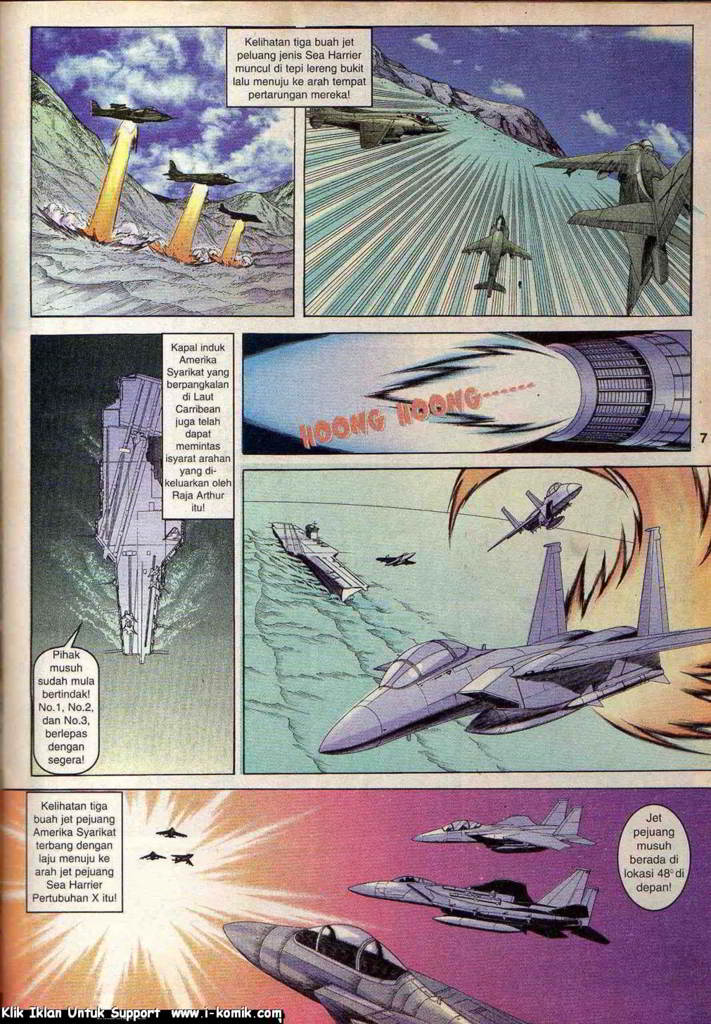 Kelihatan tiga buah jet
peluang jenis Sea Harrier
muncul di tepi lereng bukit
lalu menuju ke arah tempat
pertarungan mereka!
Kapal induk
Amerika
Syarikat yang
berpangkalan
di Laut
Carribean
juga telah
dapat
memintas
isyarat arahan
yang di-
keluarkan oleh
Raja Arthur
itu!
HOONG HOONG
7
Pihak
musuh
sudah mula
bertindak!
No.1, No.2,
dan No.3,
berlepas
dengan
segera!
Kelihatan tiga
buah jet pejuang
Amerika Syarikat
terbang dengan
laju menuju ke
arah jet pejuang
Sea Harrier
Pertubuhan X itu!
Jet
pejuang
musuh
berada di
lokasi 48° di
depan!
Klik Iklan Untuk Support www.i-komik.com